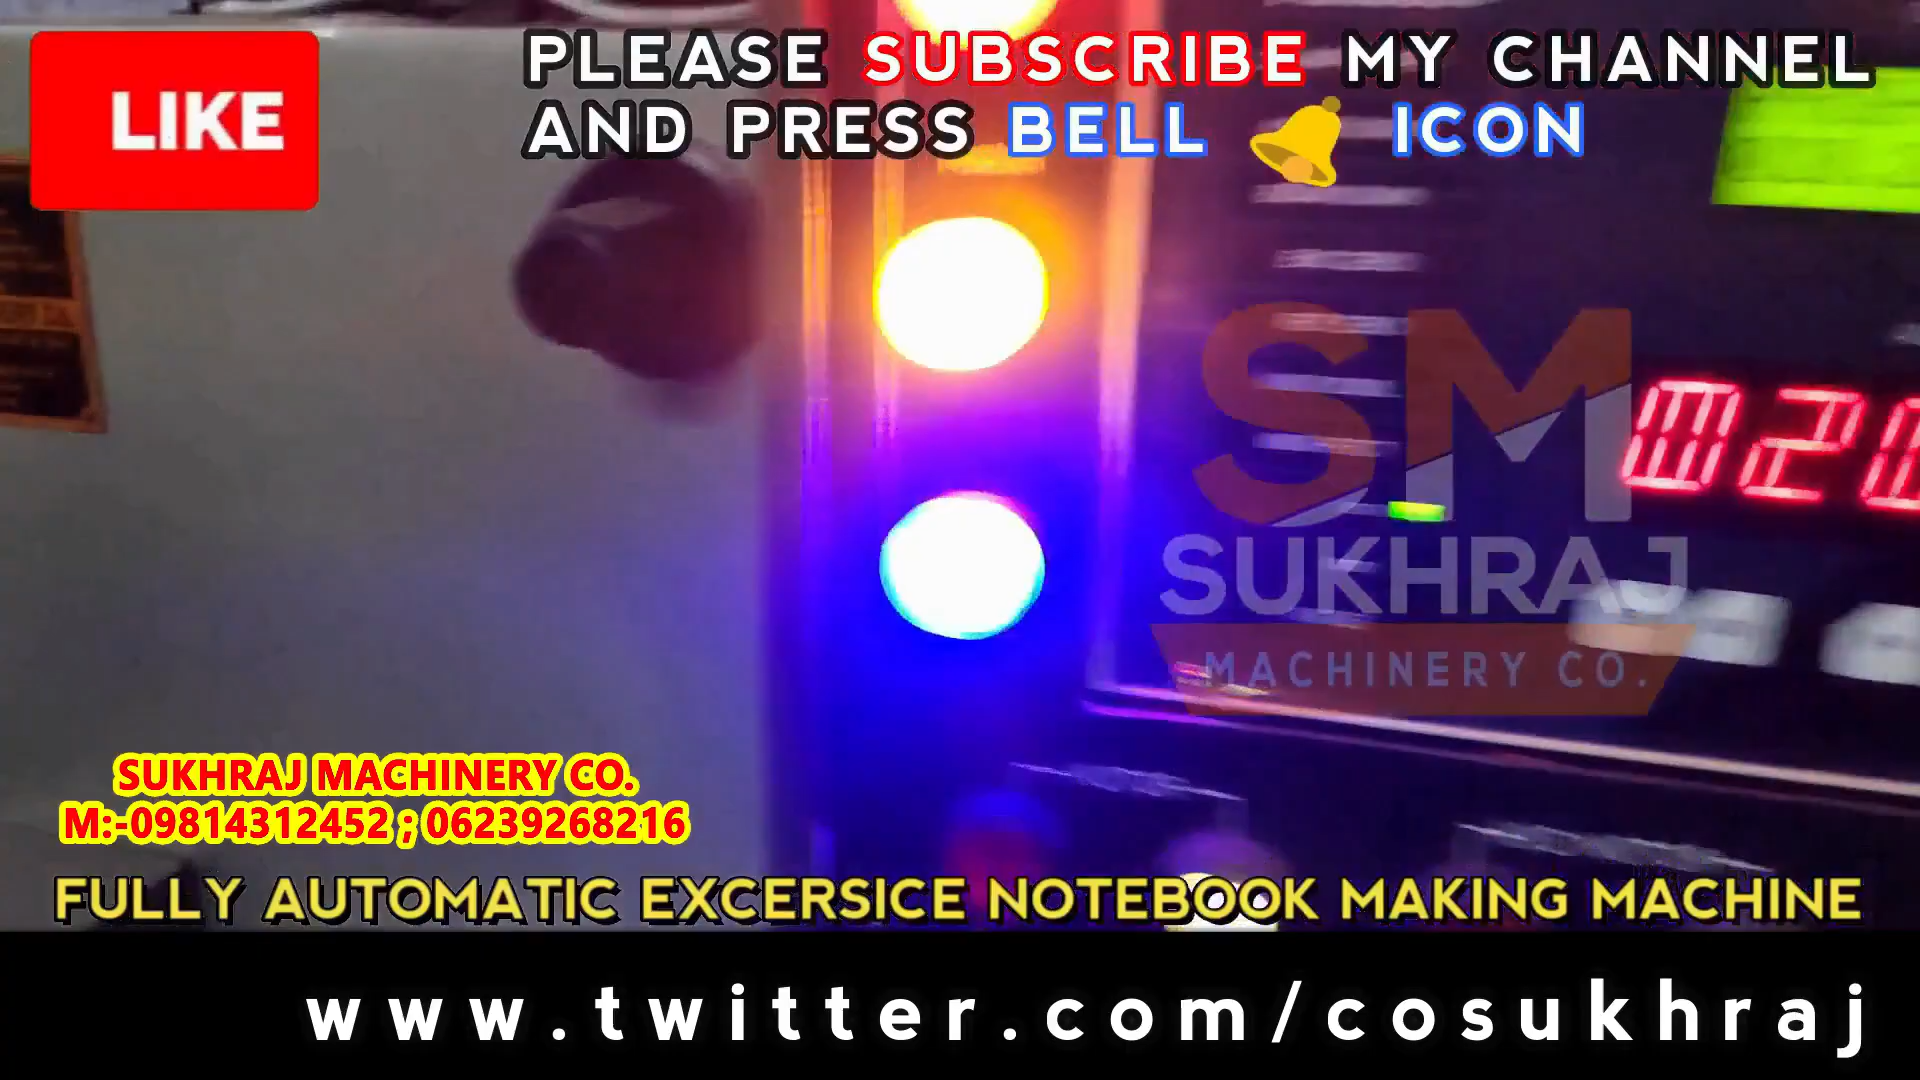 LIKE
PLEASE SUBSCRIBE MY CHANNEL
AND PRESS BELL ICON
SM
SUKHRAJ
MACHINERY CO.
SUKHRAJ MACHINERY CO.
M:-09814312452 ; 06239268216
FULLY AUTOMATIC EXCERSICE NOTEBOOK MAKING MACHINE
www.twitter.com/cosukhraj